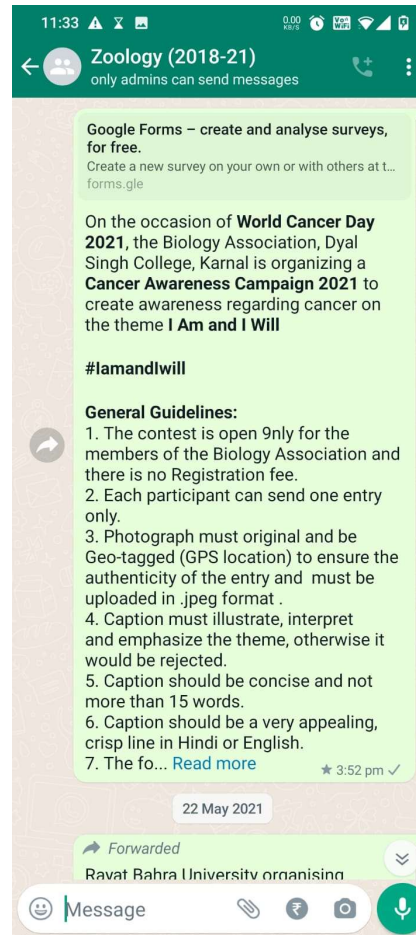 11:33
0.00
KB/S
Vo))
WiFi
Zoology (2018-21)
only admins can send messages
Google Forms – create and analyse surveys,
for free.
Create a new survey on your own or with others at t...
forms.gle
On the occasion of World Cancer Day
2021, the Biology Association, Dyal
Singh College, Karnal is organizing a
Cancer Awareness Campaign 2021 to
create awareness regarding cancer on
the theme I Am and I Will
#IamandIwill
General Guidelines:
1. The contest is open 9nly for the
members of the Biology Association and
there is no Registration fee.
2. Each participant can send one entry
only.
3. Photograph must original and be
Geo-tagged (GPS location) to ensure the
authenticity of the entry and  must be
uploaded in .jpeg format .
4. Caption must illustrate, interpret
and emphasize the theme, otherwise it
would be rejected.
5. Caption should be concise and not
more than 15 words.
6. Caption should be a very appealing,
crisp line in Hindi or English.
7. The fo... Read more
3:52 pm
22 May 2021
Forwarded
Rayat Bahra University organising
Message